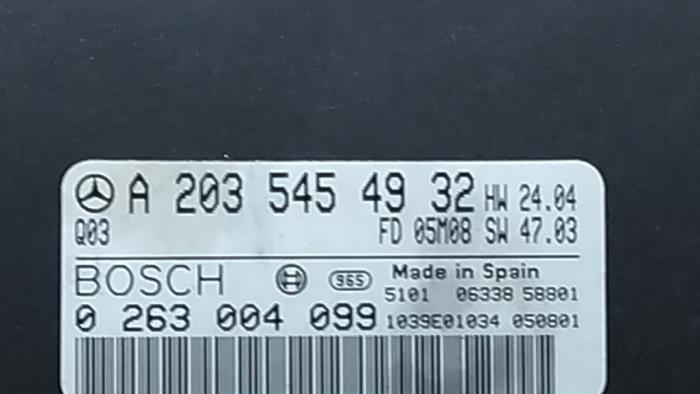 A 203 545 49 32 HW 24.04
Q03 FD 05M08 SW 47.03
BOSCH 965 Made in Spain
5101 06338 58801
0 263 004 099 1039E01034 050801